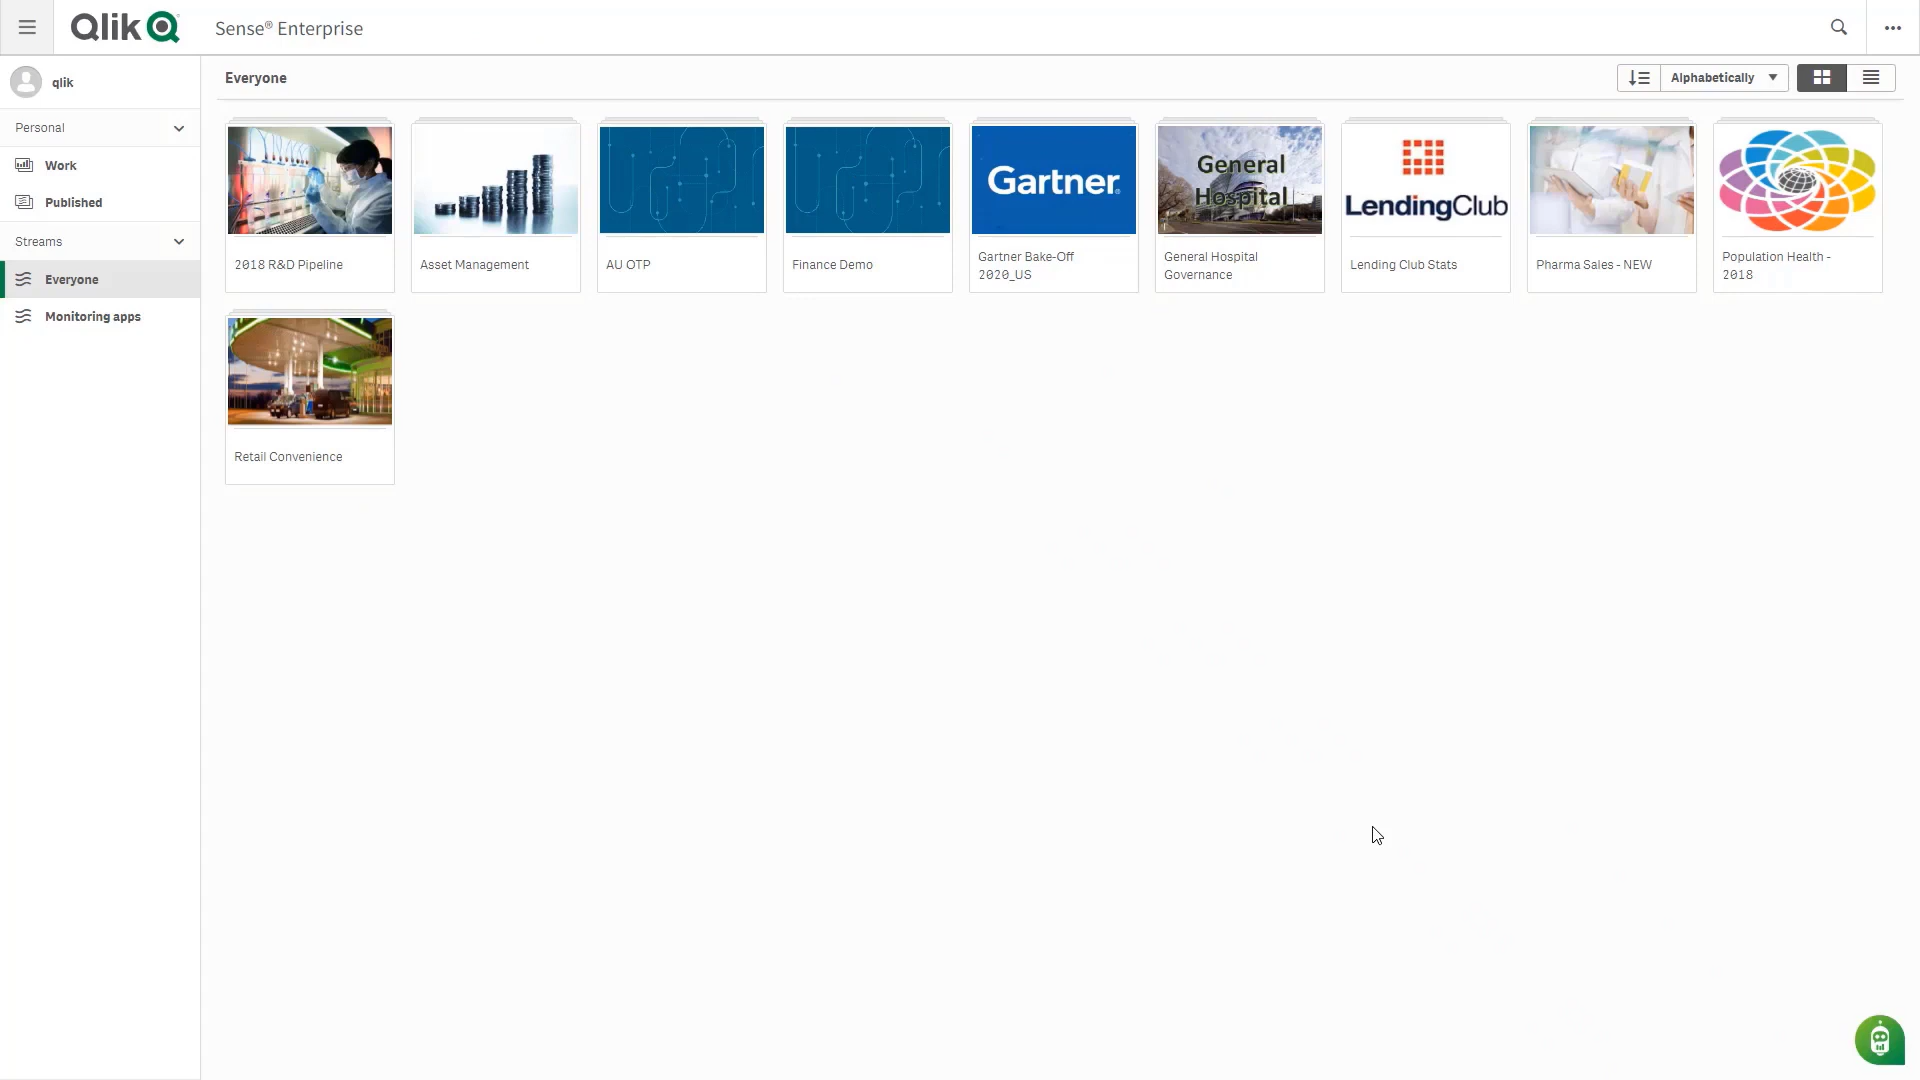 Qlik
Sense® Enterprise
qlik
Everyone
Alphabetically
Personal
Work
Published
Streams
Everyone
Monitoring apps
Gartner®
General
Hospital
LendingClub
2018 R&D Pipeline
Asset Management
AU OTP
Finance Demo
Gartner Bake-Off
2020_US
General Hospital
Governance
Lending Club Stats
Pharma Sales - NEW
Population Health -
2018
Retail Convenience